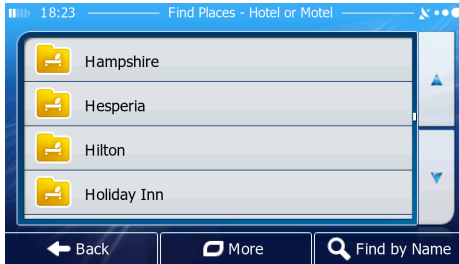 18:23 Find Places - Hotel or Motel
Hampshire
Hesperia
Hilton
Holiday Inn
Back More Find by Name